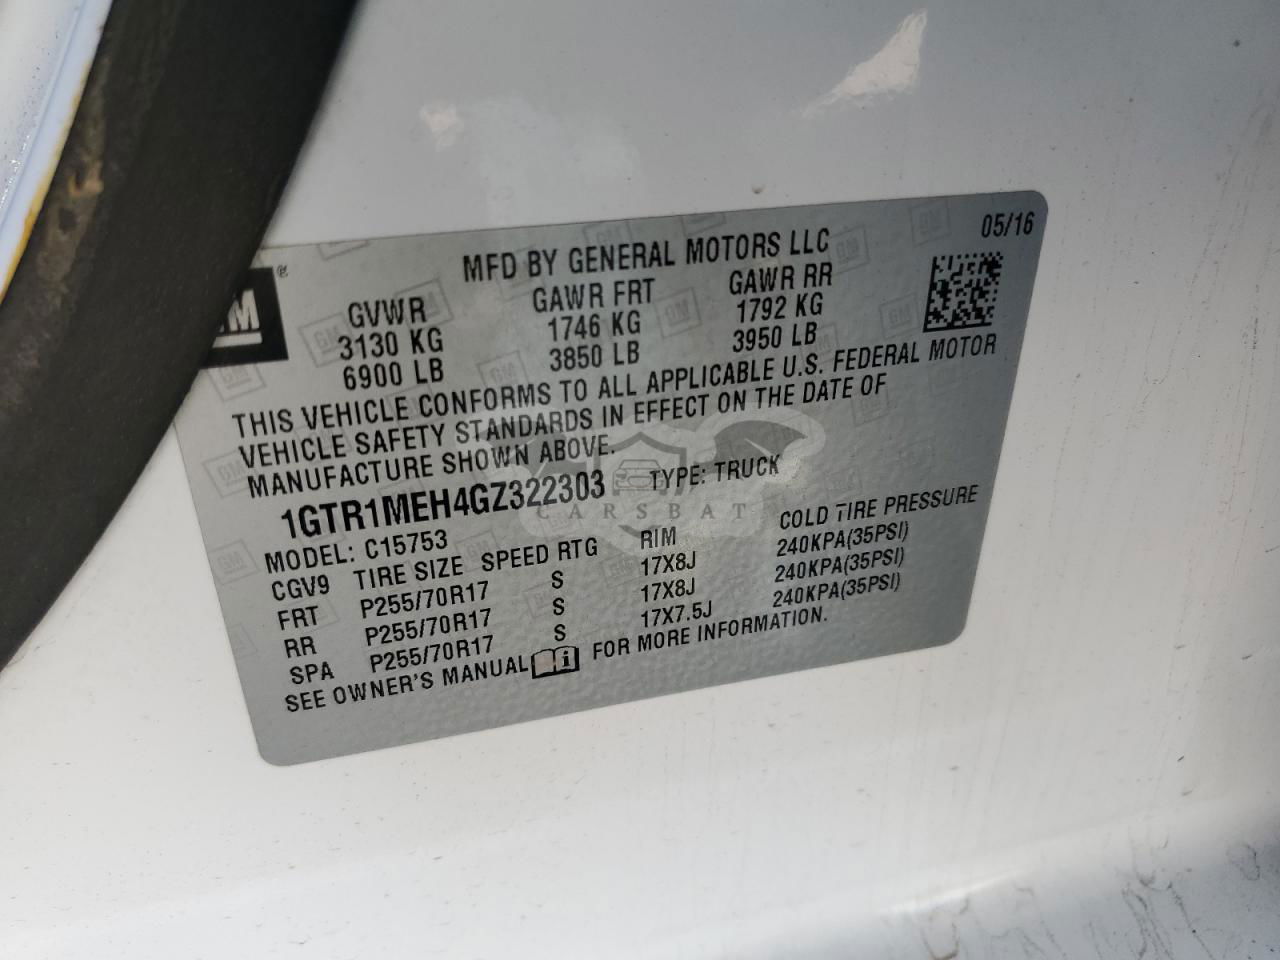 05/16
MFD BY GENERAL MOTORS LLC
GM®
GVWR GAWR FRT GAWR RR
3130 KG 1746 KG 1792 KG
6900 LB 3850 LB 3950 LB
THIS VEHICLE CONFORMS TO ALL APPLICABLE U.S. FEDERAL MOTOR
VEHICLE SAFETY STANDARDS IN EFFECT ON THE DATE OF
MANUFACTURE SHOWN ABOVE.
1GTR1MEH4GZ322303 TYPE: TRUCK
CARSBAT
MODEL: C15753
CGV9 TIRE SIZE SPEED RTG RIM COLD TIRE PRESSURE
FRT P255/70R17 S 17X8J 240KPA(35PSI)
RR P255/70R17 S 17X8J 240KPA(35PSI)
SPA P255/70R17 S 17X7.5J 240KPA(35PSI)
SEE OWNER'S MANUAL FOR MORE INFORMATION.